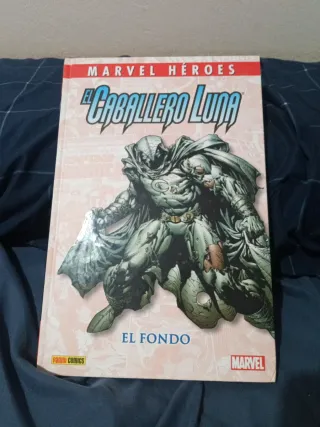 MARVEL HÉROES
EL CABALLERO LUNA
EL FONDO
PANINI COMICS
MARVEL